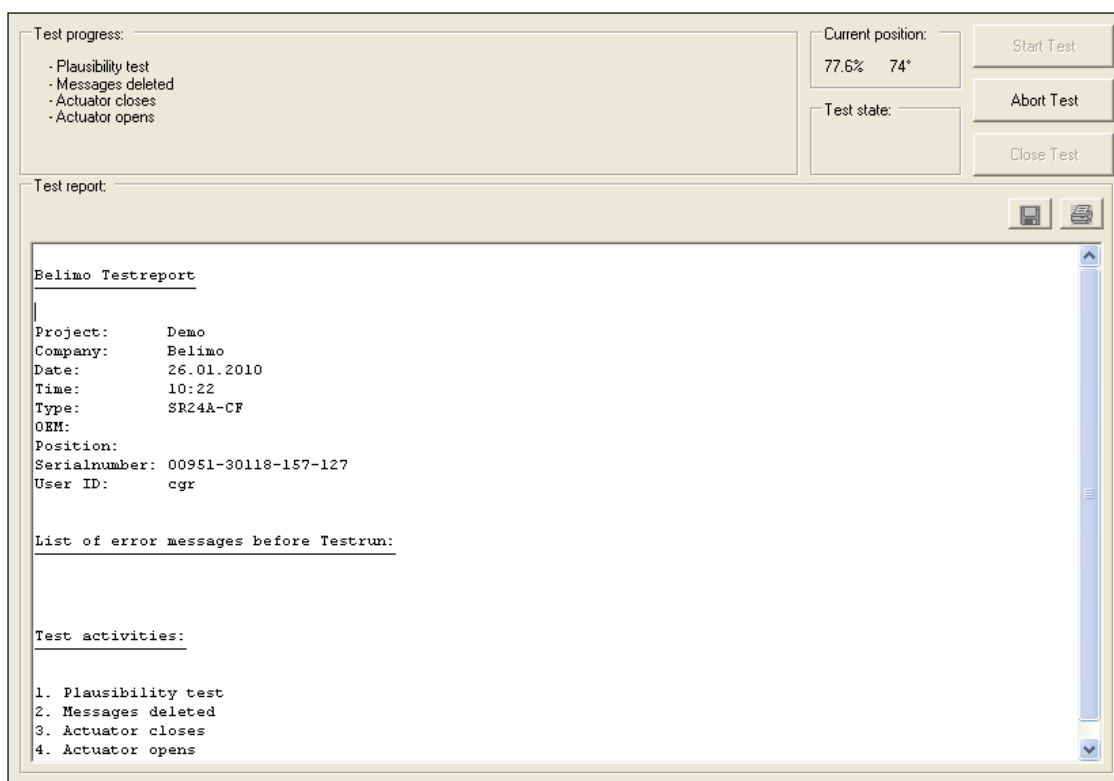 Test progress:
- Plausibility test
- Messages deleted
- Actuator closes
- Actuator opens
Current position:
77.6% 74°
Test state:
Start Test
Abort Test
Close Test
Test report:
Belimo Testreport
Project: Demo
Company: Belimo
Date: 26.01.2010
Time: 10:22
Type: SR24A-CF
OEM:
Position:
Serialnumber: 00951-30118-157-127
User ID: cgr
List of error messages before Testrun:
Test activities:
1. Plausibility test
2. Messages deleted
3. Actuator closes
4. Actuator opens